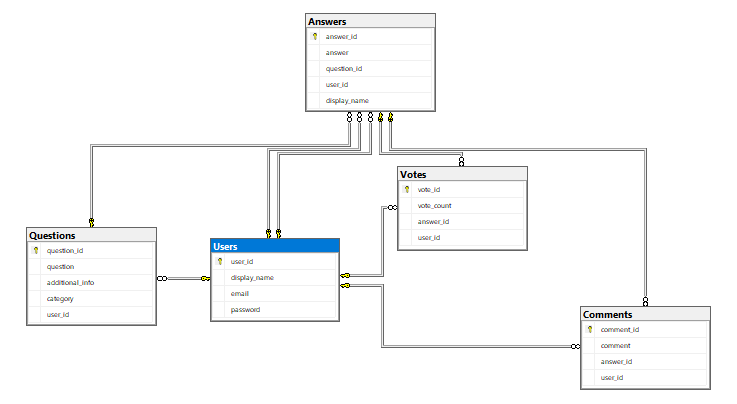 Answers
answer_id
answer
question_id
user_id
display_name
Votes
vote_id
vote_count
answer_id
user_id
Questions
question_id
question
additional_info
category
user_id
Users
user_id
display_name
email
password
Comments
comment_id
comment
answer_id
user_id